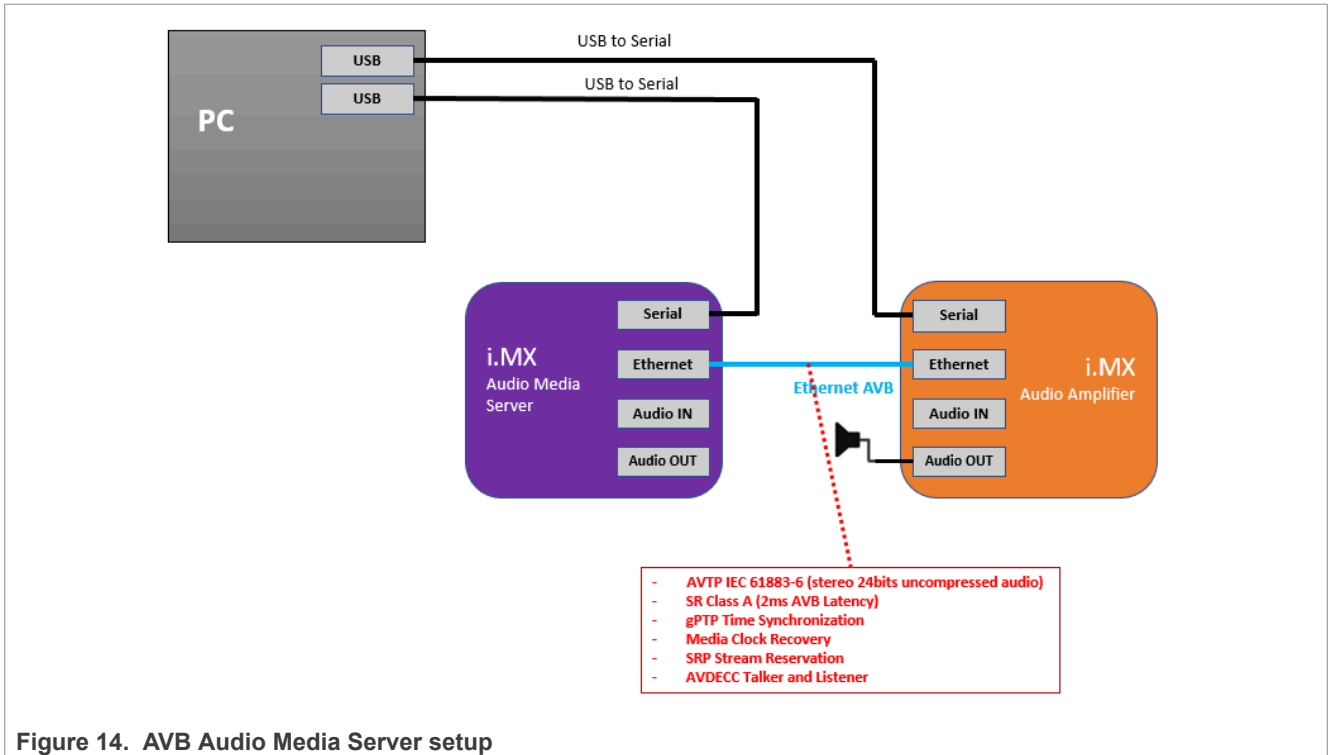 USB to Serial
USB
USB to Serial
USB
PC
Serial
Serial
i.MX
Audio Media
Server
Ethernet
Ethernet
i.MX
Audio Amplifier
Ethernet AVB
Audio IN
Audio IN
Audio OUT
Audio OUT
- AVTP IEC 61883-6 (stereo 24bits uncompressed audio)
- SR Class A (2ms AVB Latency)
- gPTP Time Synchronization
- Media Clock Recovery
- SRP Stream Reservation
- AVDECC Talker and Listener
Figure 14. AVB Audio Media Server setup